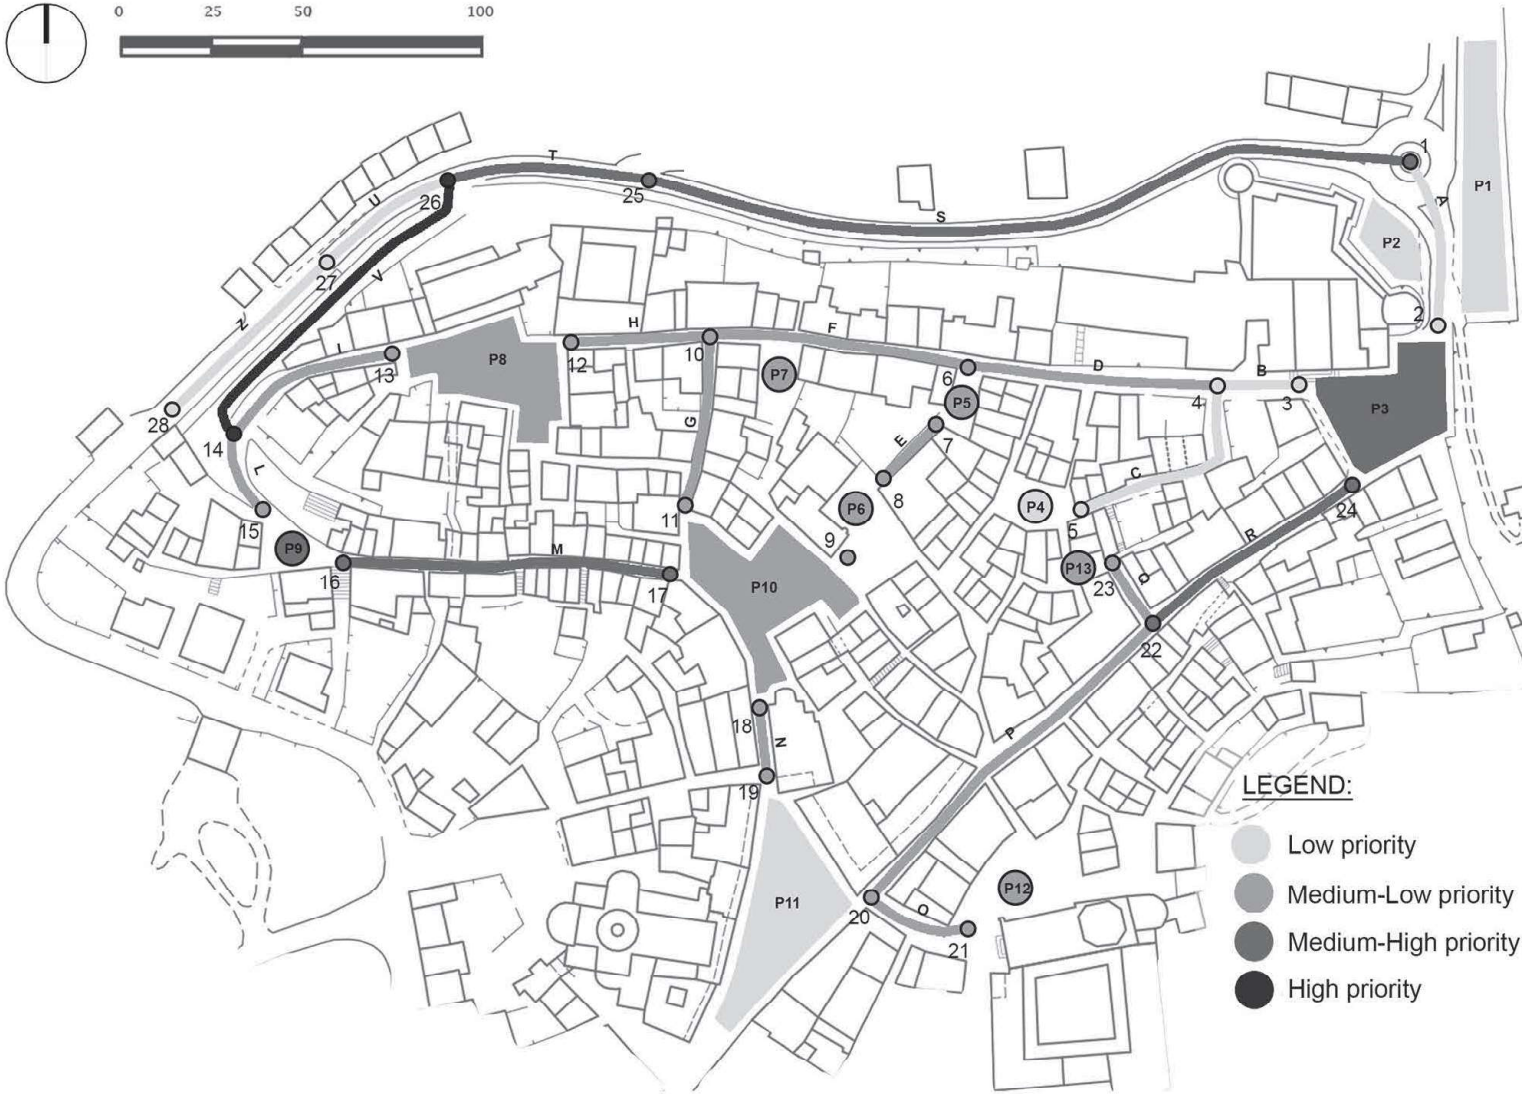 0 25 50 100
1
T
P1
26
U
25
S
A
P2
27
V
Z
2
H
F
10
12
I
13
P8
P7
6
D
B
4
3
P3
28
P5
14
G
E
7
L
C
8
15
11
P6
P4
5
24
9
R
P9
M
16
17
P10
P13
23
Q
22
18
N
P
19
LEGEND:
Low priority
Medium-Low priority
Medium-High priority
High priority
P11
P12
20
O
21